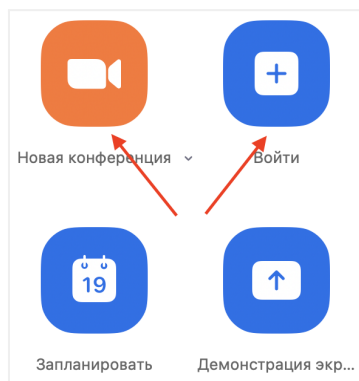 Новая конференция
Войти
19
Запланировать
Демонстрация экр...